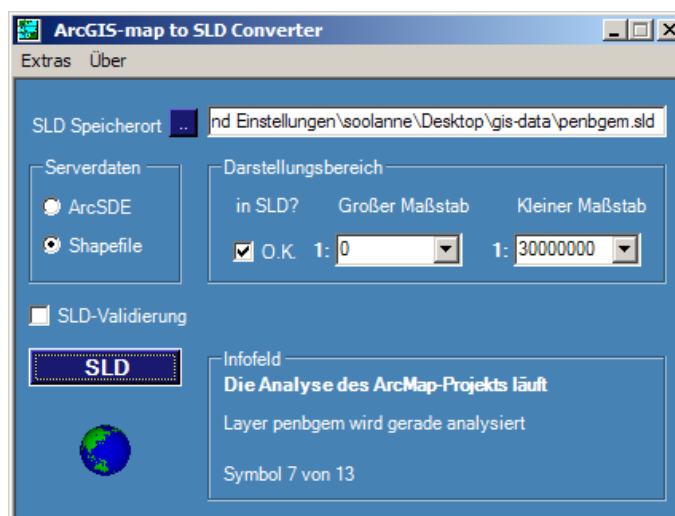 ArcGIS-map to SLD Converter
Extras Über
SLD Speicherort .. nd Einstellungen\soolanne\Desktop\gis-data\penbgem.sld
Serverdaten
ArcSDE
Shapefile
Darstellungsbereich
in SLD? Großer Maßstab Kleiner Maßstab
O.K. 1: 0 1: 30000000
SLD-Validierung
SLD
Infofeld
Die Analyse des ArcMap-Projekts läuft
Layer penbgem wird gerade analysiert
Symbol 7 von 13